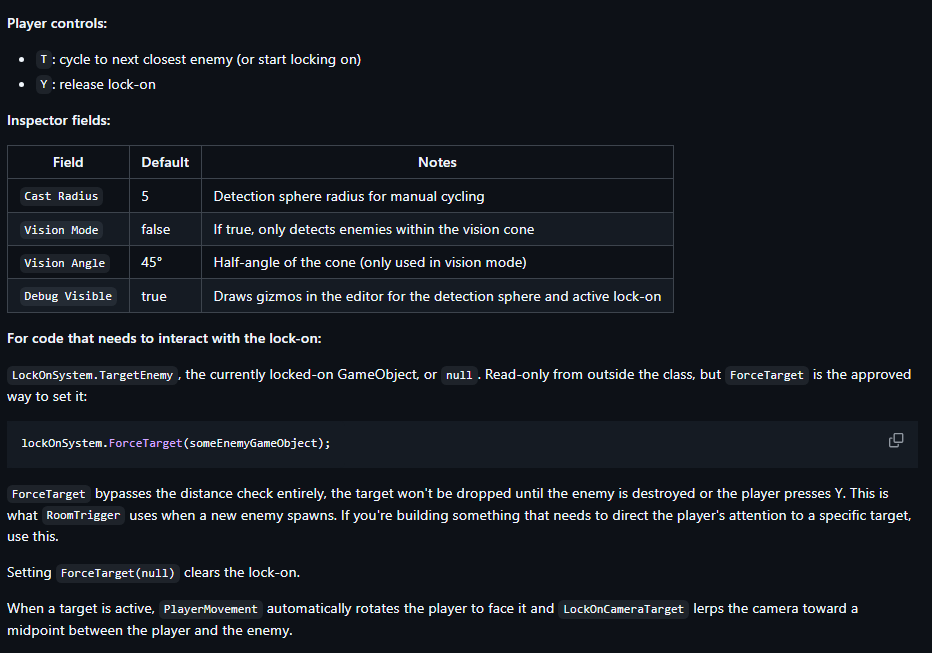 Player controls:
T : cycle to next closest enemy (or start locking on)
Y : release lock-on
Inspector fields:
Field Default Notes
Cast Radius 5 Detection sphere radius for manual cycling
Vision Mode false If true, only detects enemies within the vision cone
Vision Angle 45° Half-angle of the cone (only used in vision mode)
Debug Visible true Draws gizmos in the editor for the detection sphere and active lock-on
For code that needs to interact with the lock-on:
LockOnSystem.TargetEnemy , the currently locked-on GameObject, or null . Read-only from outside the class, but ForceTarget is the approved
way to set it:
lockOnSystem.ForceTarget(someEnemyGameObject);
ForceTarget bypasses the distance check entirely, the target won't be dropped until the enemy is destroyed or the player presses Y. This is
what RoomTrigger uses when a new enemy spawns. If you're building something that needs to direct the player's attention to a specific target,
use this.
Setting ForceTarget(null) clears the lock-on.
When a target is active, PlayerMovement automatically rotates the player to face it and LockOnCameraTarget lerps the camera toward a
midpoint between the player and the enemy.